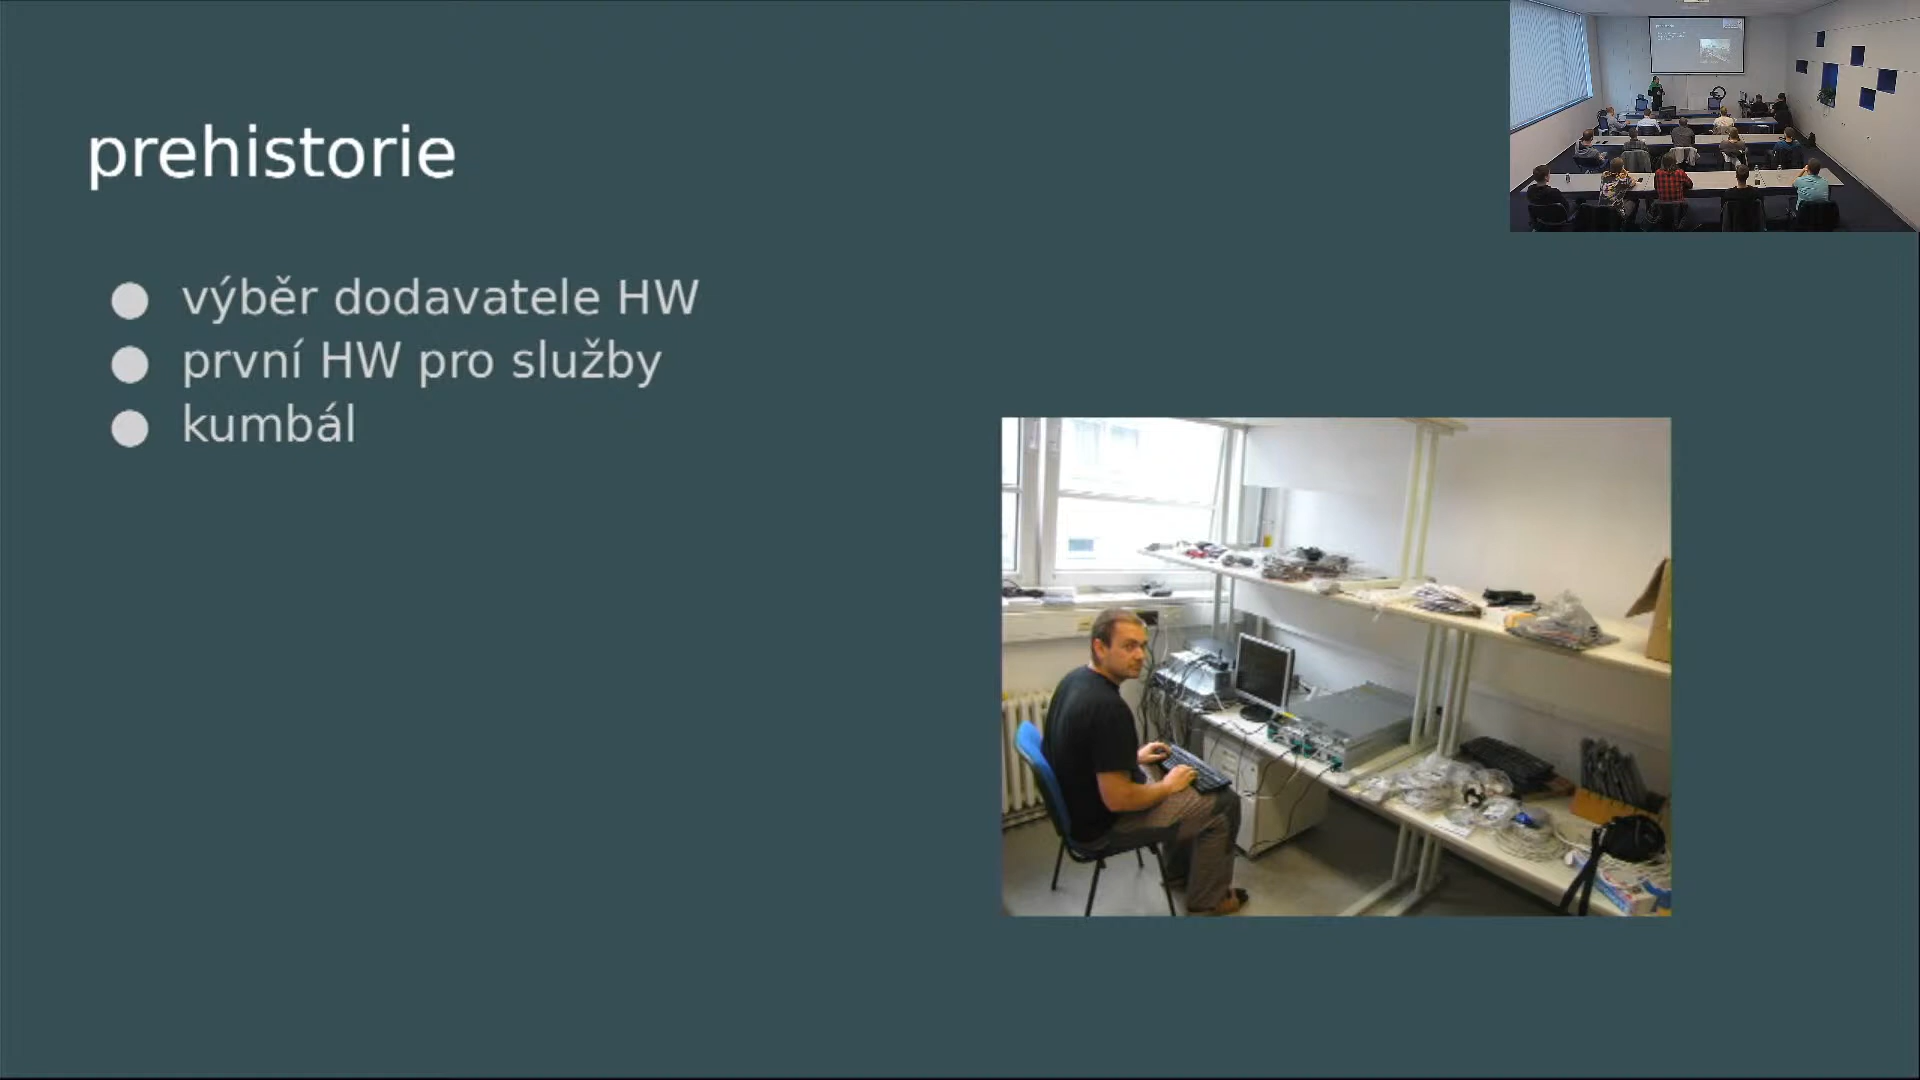 prehistorie
výběr dodavatele HW
první HW pro služby
kumbál